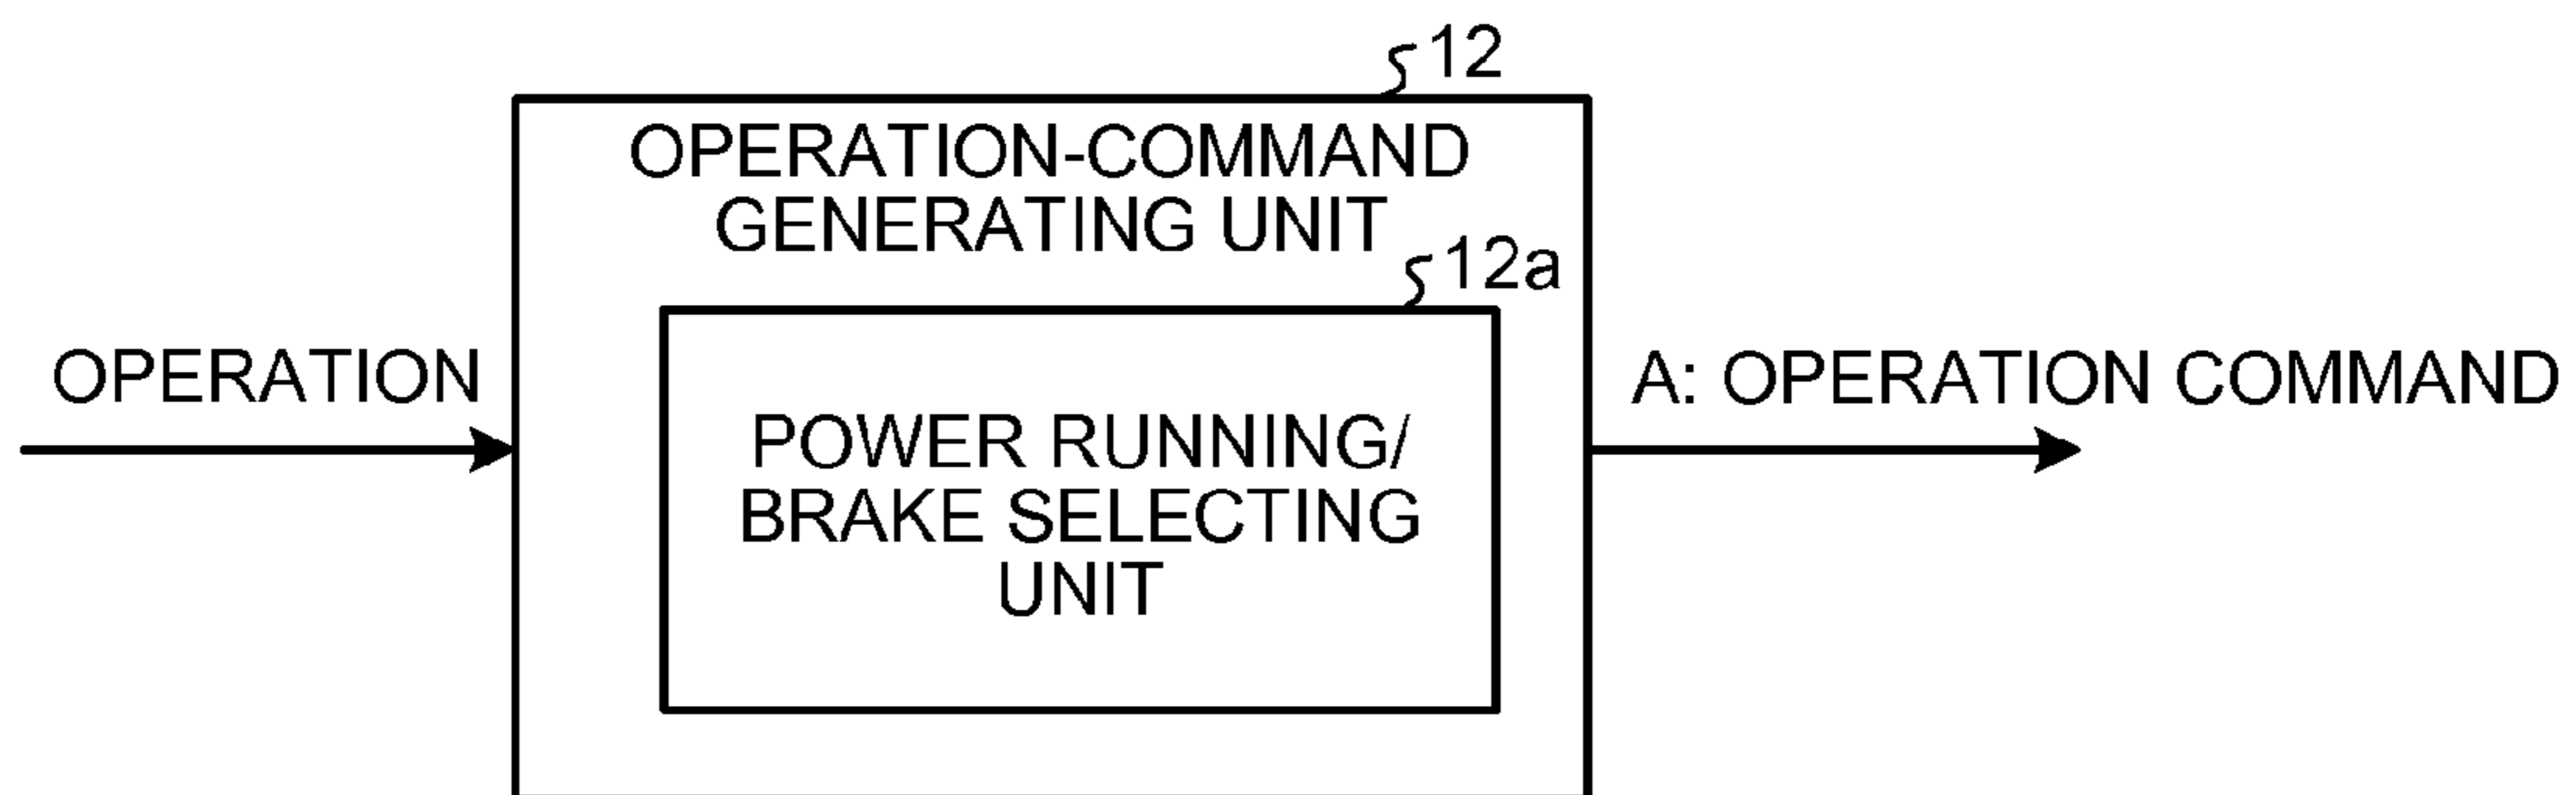 12
OPERATION-COMMAND
GENERATING UNIT
12a
OPERATION
POWER RUNNING/
BRAKE SELECTING
UNIT
A: OPERATION COMMAND